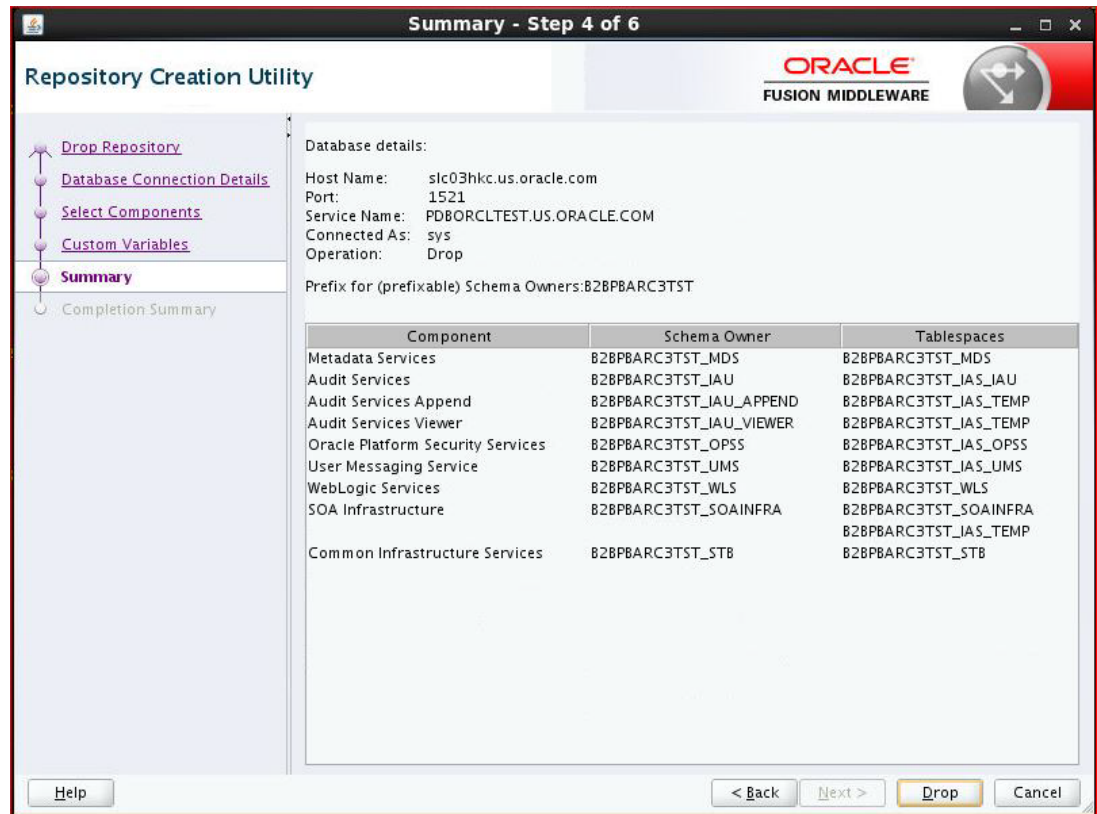 Summary - Step 4 of 6
Repository Creation Utility
ORACLE
FUSION MIDDLEWARE
Drop Repository
Database Connection Details
Select Components
Custom Variables
Summary
Completion Summary
Database details:
Host Name: slc03hkc.us.oracle.com
Port: 1521
Service Name: PDBORCLTEST.US.ORACLE.COM
Connected As: sys
Operation: Drop
Prefix for (prefixable) Schema Owners:B2BPBARC3TST
Component Schema Owner Tablespaces
Metadata Services B2BPBARC3TST_MDS B2BPBARC3TST_MDS
Audit Services B2BPBARC3TST_IAU B2BPBARC3TST_IAS_IAU
Audit Services Append B2BPBARC3TST_IAU_APPEND B2BPBARC3TST_IAS_TEMP
Audit Services Viewer B2BPBARC3TST_IAU_VIEWER B2BPBARC3TST_IAS_TEMP
Oracle Platform Security Services B2BPBARC3TST_OPSS B2BPBARC3TST_IAS_OPSS
User Messaging Service B2BPBARC3TST_UMS B2BPBARC3TST_IAS_UMS
WebLogic Services B2BPBARC3TST_WLS B2BPBARC3TST_WLS
SOA Infrastructure B2BPBARC3TST_SOAINFRA B2BPBARC3TST_SOAINFRA
B2BPBARC3TST_IAS_TEMP
Common Infrastructure Services B2BPBARC3TST_STB B2BPBARC3TST_STB
Help < Back Next > Drop Cancel